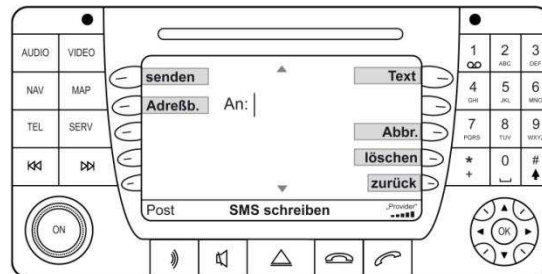 AUDIO VIDEO
NAV MAP
TEL SERV
ON
senden
Adreßb.
An:
Text
Abbr.
löschen
zurück
Post SMS schreiben „Provider"
1 2 ABC 3 DEF
4 GHI 5 JKL 6 MNO
7 PQRS 8 TUV 9 WXYZ
* + 0 #
OK